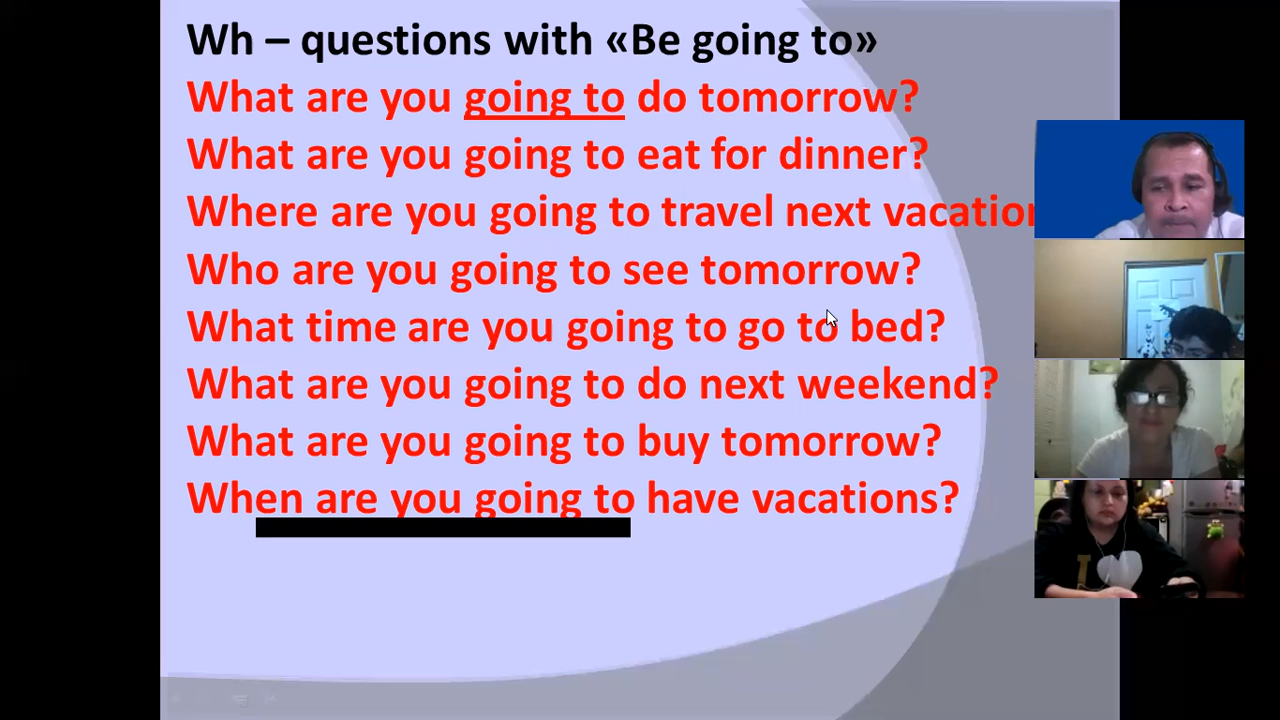 Wh – questions with «Be going to»
What are you going to do tomorrow?
What are you going to eat for dinner?
Where are you going to travel next
Who are you going to see tomorrow?
What time are you going to go to bed?
What are you going to do next weekend?
What are you going to buy tomorrow?
When are you going to have vacations?